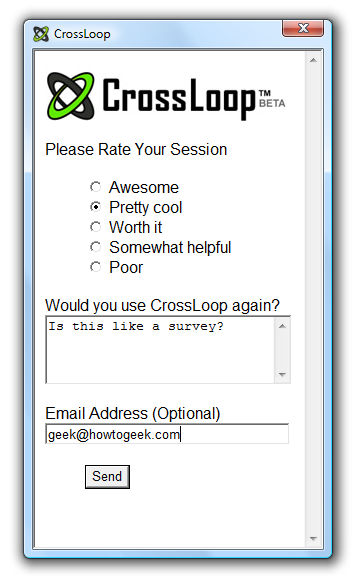 CrossLoop
CrossLoop™ BETA
Please Rate Your Session
Awesome
Pretty cool
Worth it
Somewhat helpful
Poor
Would you use CrossLoop again?
Is this like a survey?
Email Address (Optional)
geek@howtogeek.com
Send